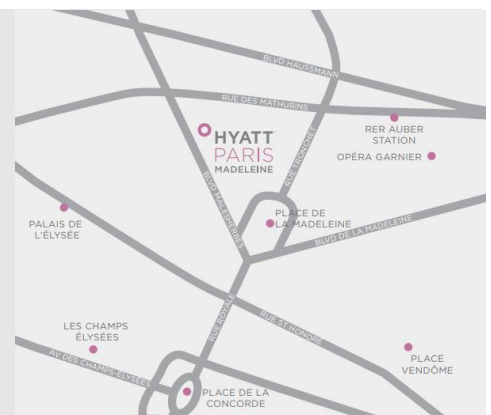 BLVD HAUSSMANN
RUE DES MATHURINS
RER AUBER
STATION
HYATT
PARIS
MADELEINE
RUE TRONCHET
OPÉRA GARNIER
BLVD MALESHERBES
PALAIS DE
L'ÉLYSÉE
PLACE DE
LA MADELEINE
BLVD DE LA MADELEINE
RUE ROYALE
RUE ST HONORE
LES CHAMPS
ÉLYSÉES
AV DES CHAMPS-ÉLYSÉES
PLACE
VENDÔME
PLACE DE LA
CONCORDE